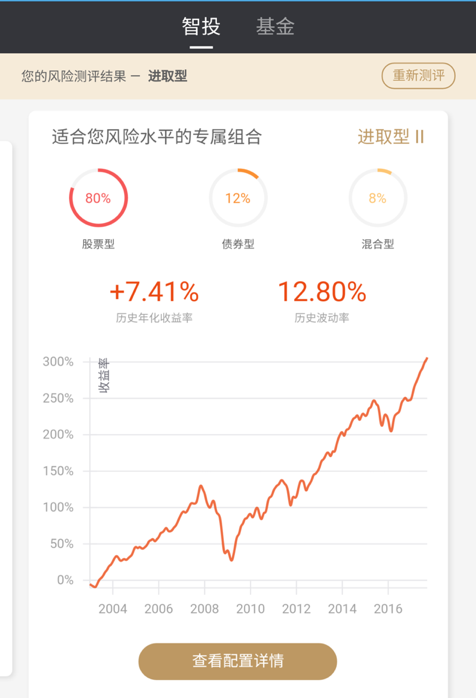 智投 基金
您的风险测评结果 — 进取型 重新测评
适合您风险水平的专属组合 进取型 II
80% 12% 8%
股票型 债券型 混合型
+7.41% 12.80%
历史年化收益率 历史波动率
收益率
300%
250%
200%
150%
100%
50%
0%
2004 2006 2008 2010 2012 2014 2016
查看配置详情